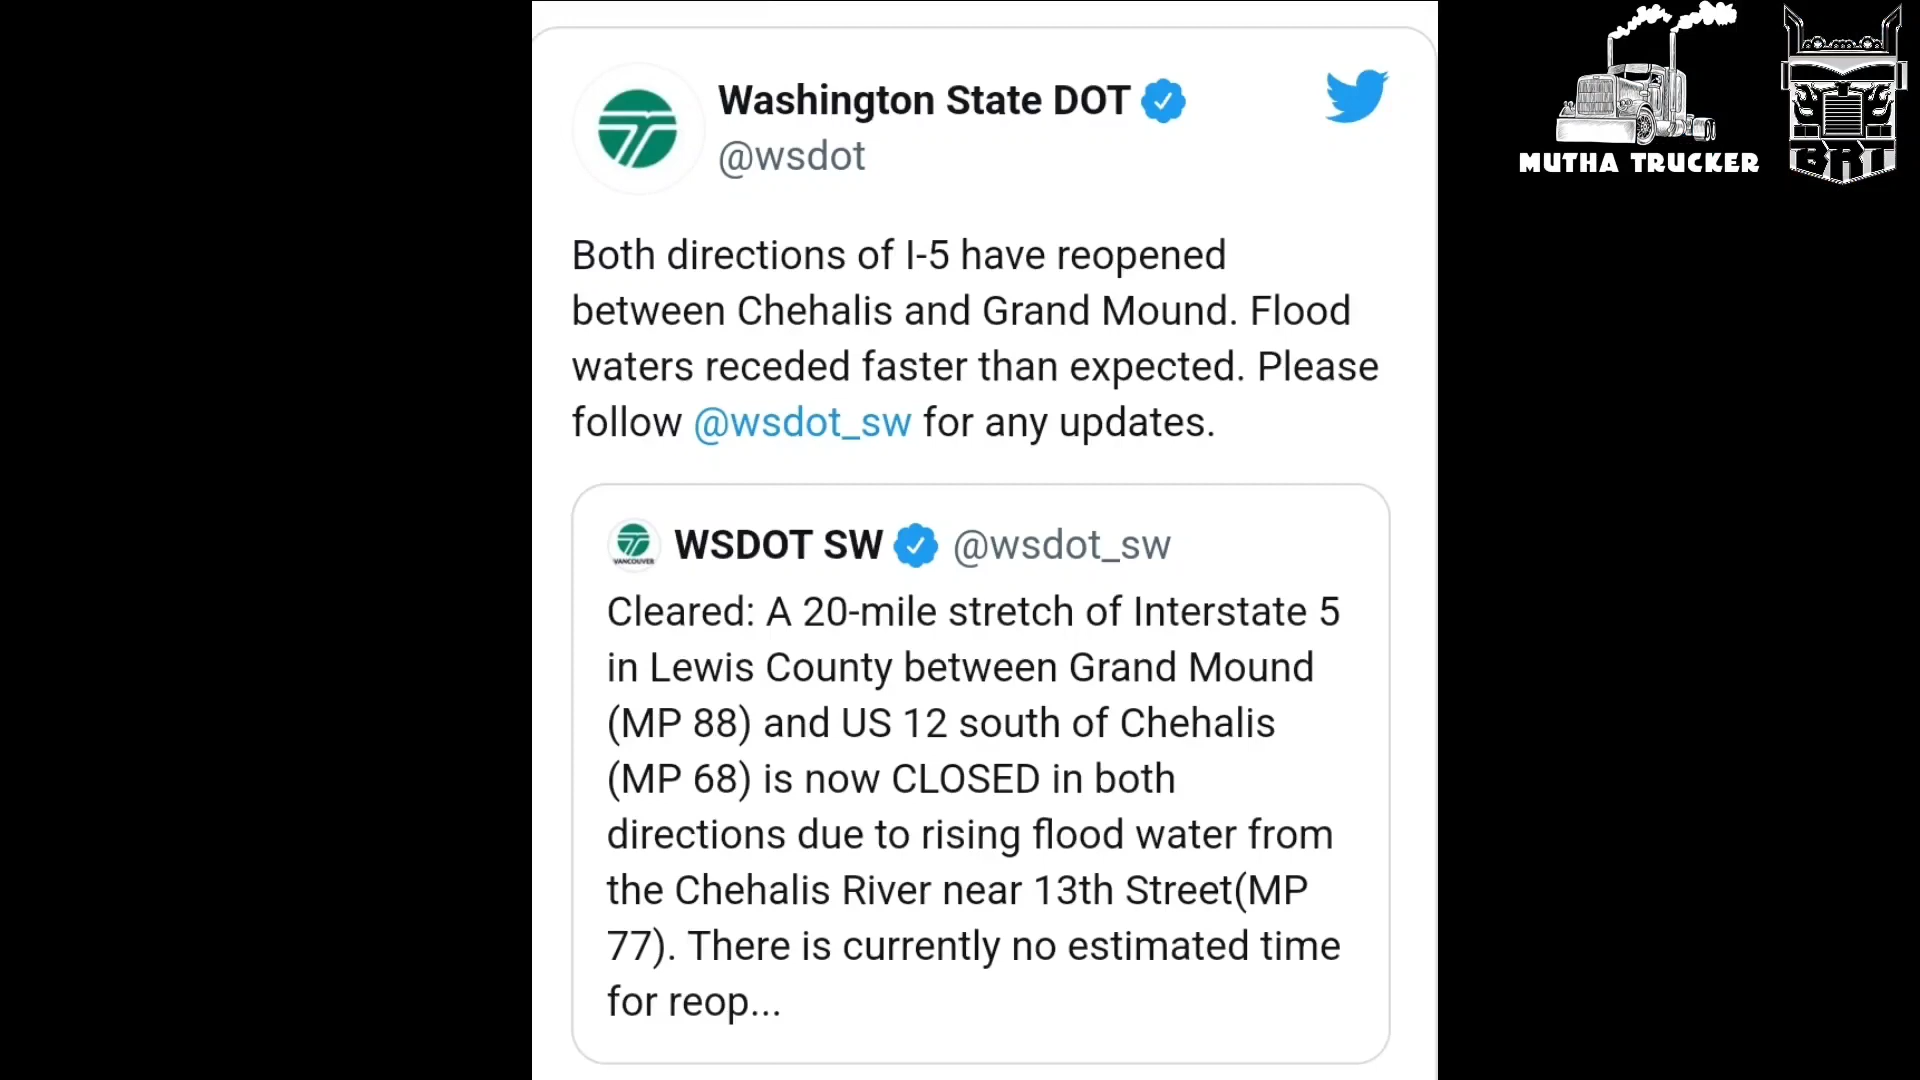 Washington State DOT
@wsdot
MUTHA TRUCKER
BRT
Both directions of I-5 have reopened
between Chehalis and Grand Mound. Flood
waters receded faster than expected. Please
follow @wsdot_sw for any updates.
WSDOT SW @wsdot_sw
VANCOUVER
Cleared: A 20-mile stretch of Interstate 5
in Lewis County between Grand Mound
(MP 88) and US 12 south of Chehalis
(MP 68) is now CLOSED in both
directions due to rising flood water from
the Chehalis River near 13th Street(MP
77). There is currently no estimated time
for reop...